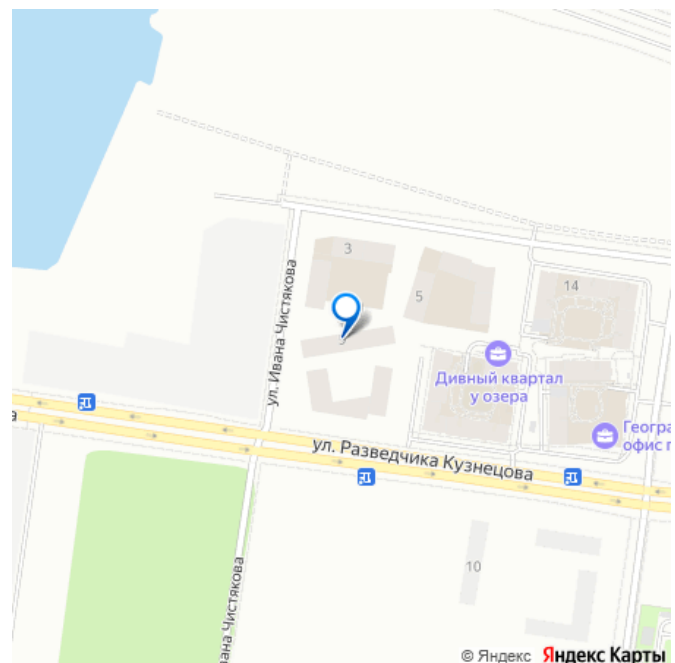 3
14
5
ул. Ивана Чистякова
Дивный квартал
у озера
Геогра
офис п
а
ул. Разведчика Кузнецова
10
Ивана Чистякова
© Яндекс Яндекс Карты